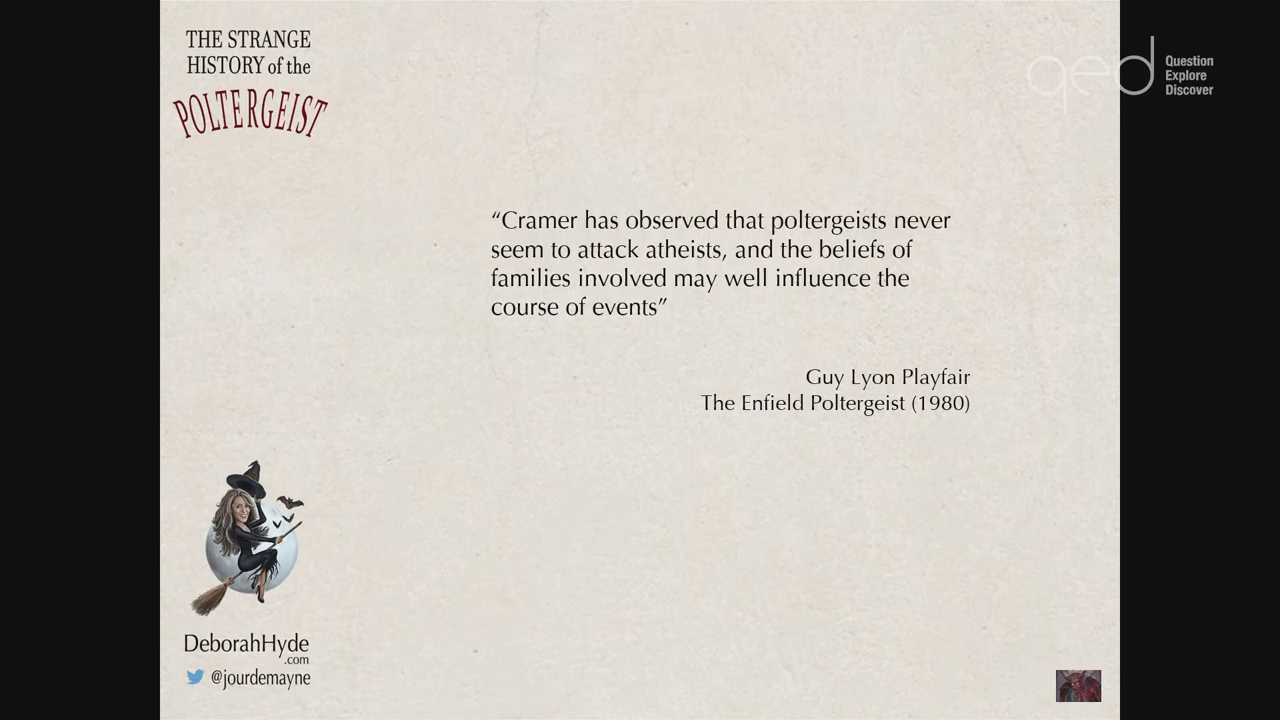 THE STRANGE
HISTORY of the
POLTERGEIST
qed
Question
Explore
Discover
“Cramer has observed that poltergeists never
seem to attack atheists, and the beliefs of
families involved may well influence the
course of events”
Guy Lyon Playfair
The Enfield Poltergeist (1980)
DeborahHyde
.com
@jourdemayne